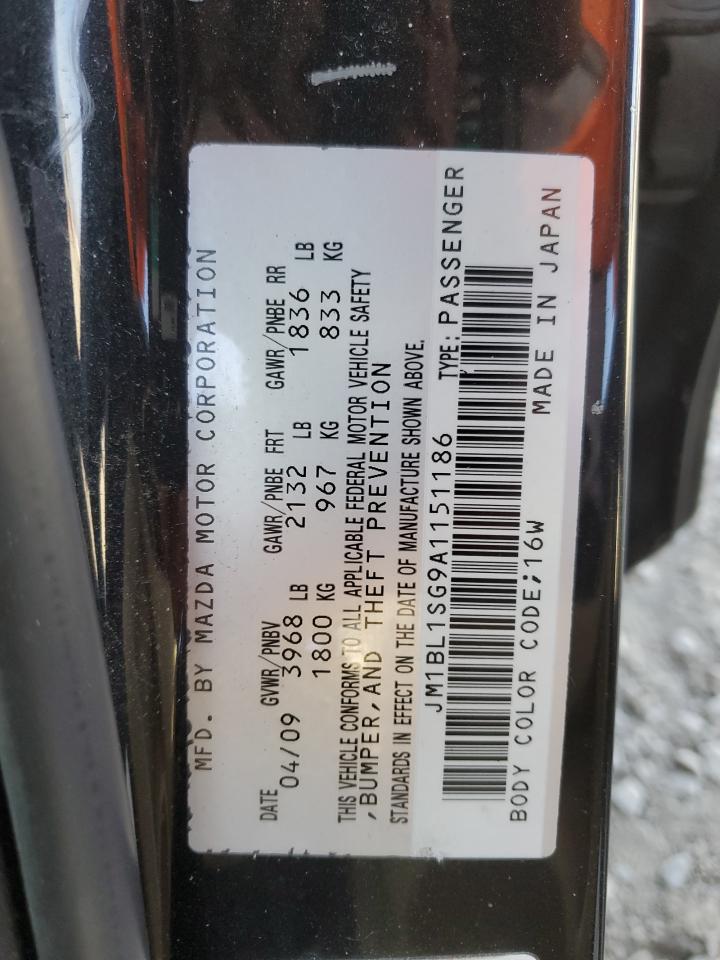 MFD. BY MAZDA MOTOR CORPORATION
DATE GVWR/PNBV GAWR/PNBE FRT GAWR/PNBE RR
04/09 3968 LB 2132 LB 1836 LB
1800 KG 967 KG 833 KG
THIS VEHICLE CONFORMS TO ALL APPLICABLE FEDERAL MOTOR VEHICLE SAFETY
,BUMPER,AND THEFT PREVENTION
STANDARDS IN EFFECT ON THE DATE OF MANUFACTURE SHOWN ABOVE.
JM1BL1SG9A1151186 TYPE:PASSENGER
BODY COLOR CODE;16W MADE IN JAPAN